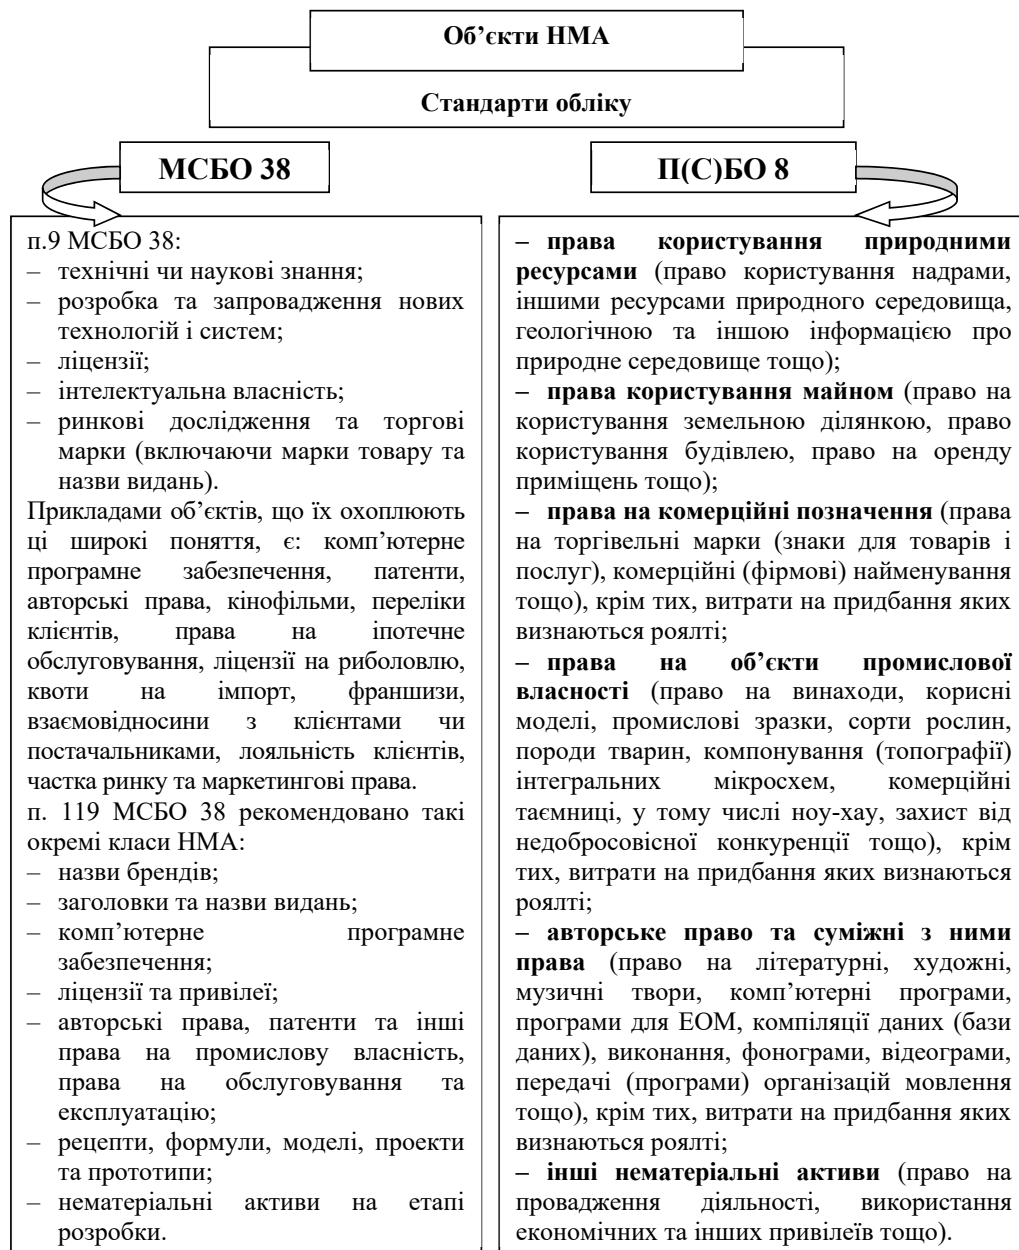 Об’єкти НМА
Стандарти обліку
МСБО 38
п.9 МСБО 38:
– технічні чи наукові знання;
– розробка та запровадження нових
технологій і систем;
– ліцензії;
– інтелектуальна власність;
– ринкові дослідження та торгові
марки (включаючи марки товару та
назви видань).
Прикладами об’єктів, що їх охоплюють
ці широкі поняття, є: комп’ютерне
програмне забезпечення, патенти,
авторські права, кінофільми, переліки
клієнтів, права на іпотечне
обслуговування, ліцензії на риболовлю,
квоти на імпорт, франшизи,
взаємовідносини з клієнтами чи
постачальниками, лояльність клієнтів,
частка ринку та маркетингові права.
п. 119 МСБО 38 рекомендовано такі
окремі класи НМА:
– назви брендів;
– заголовки та назви видань;
– комп’ютерне програмне
забезпечення;
– ліцензії та привілеї;
– авторські права, патенти та інші
права на промислову власність,
права на обслуговування та
експлуатацію;
– рецепти, формули, моделі, проекти
та прототипи;
– нематеріальні активи на етапі
розробки.
П(С)БО 8
– права користування природними
ресурсами (право користування надрами,
іншими ресурсами природного середовища,
геологічною та іншою інформацією про
природне середовище тощо);
– права користування майном (право на
користування земельною ділянкою, право
користування будівлею, право на оренду
приміщень тощо);
– права на комерційні позначення (права
на торгівельні марки (знаки для товарів і
послуг), комерційні (фірмові) найменування
тощо), крім тих, витрати на придбання яких
визнаються роялті;
– права на об’єкти промислової
власності (право на винаходи, корисні
моделі, промислові зразки, сорти рослин,
породи тварин, компонування (топографії)
інтегральних мікросхем, комерційні
таємниці, у тому числі ноу-хау, захист від
недобросовісної конкуренції тощо), крім
тих, витрати на придбання яких визнаються
роялті;
– авторське право та суміжні з ними
права (право на літературні, художні,
музичні твори, комп’ютерні програми,
програми для ЕОМ, компіляції даних (бази
даних), виконання, фонограми, відеограми,
передачі (програми) організацій мовлення
тощо), крім тих, витрати на придбання яких
визнаються роялті;
– інші нематеріальні активи (право на
провадження діяльності, використання
економічних та інших привілеїв тощо).